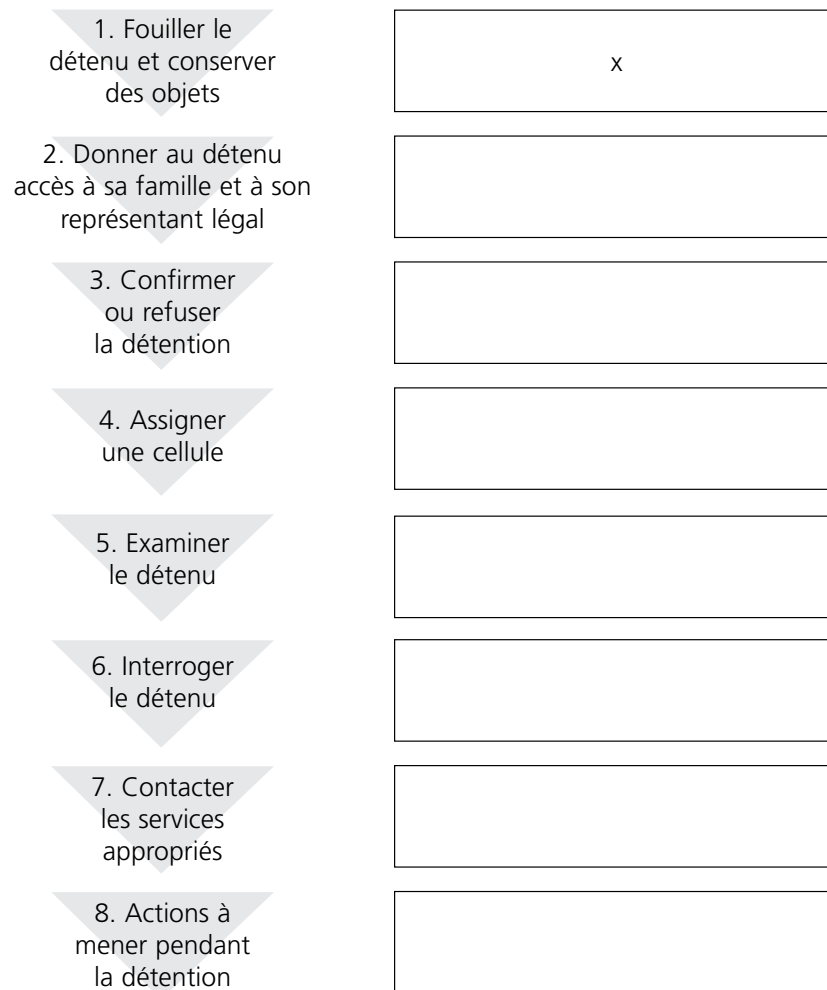 1. Fouiller le
détenu et conserver
des objets
x
2. Donner au détenu
accès à sa famille et à son
représentant légal
3. Confirmer
ou refuser
la détention
4. Assigner
une cellule
5. Examiner
le détenu
6. Interroger
le détenu
7. Contacter
les services
appropriés
8. Actions à
mener pendant
la détention